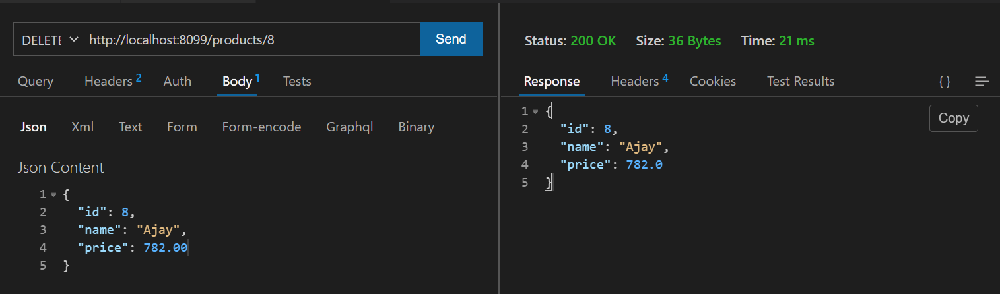 DELETE http://localhost:8099/products/8 Send
Query Headers 2 Auth Body 1 Tests
Json Xml Text Form Form-encode Graphql Binary
Json Content
1 {
2 "id": 8,
3 "name": "Ajay",
4 "price": 782.00
5 }
Status: 200 OK Size: 36 Bytes Time: 21 ms
Response Headers 4 Cookies Test Results { }
Copy
1 {
2 "id": 8,
3 "name": "Ajay",
4 "price": 782.0
5 }